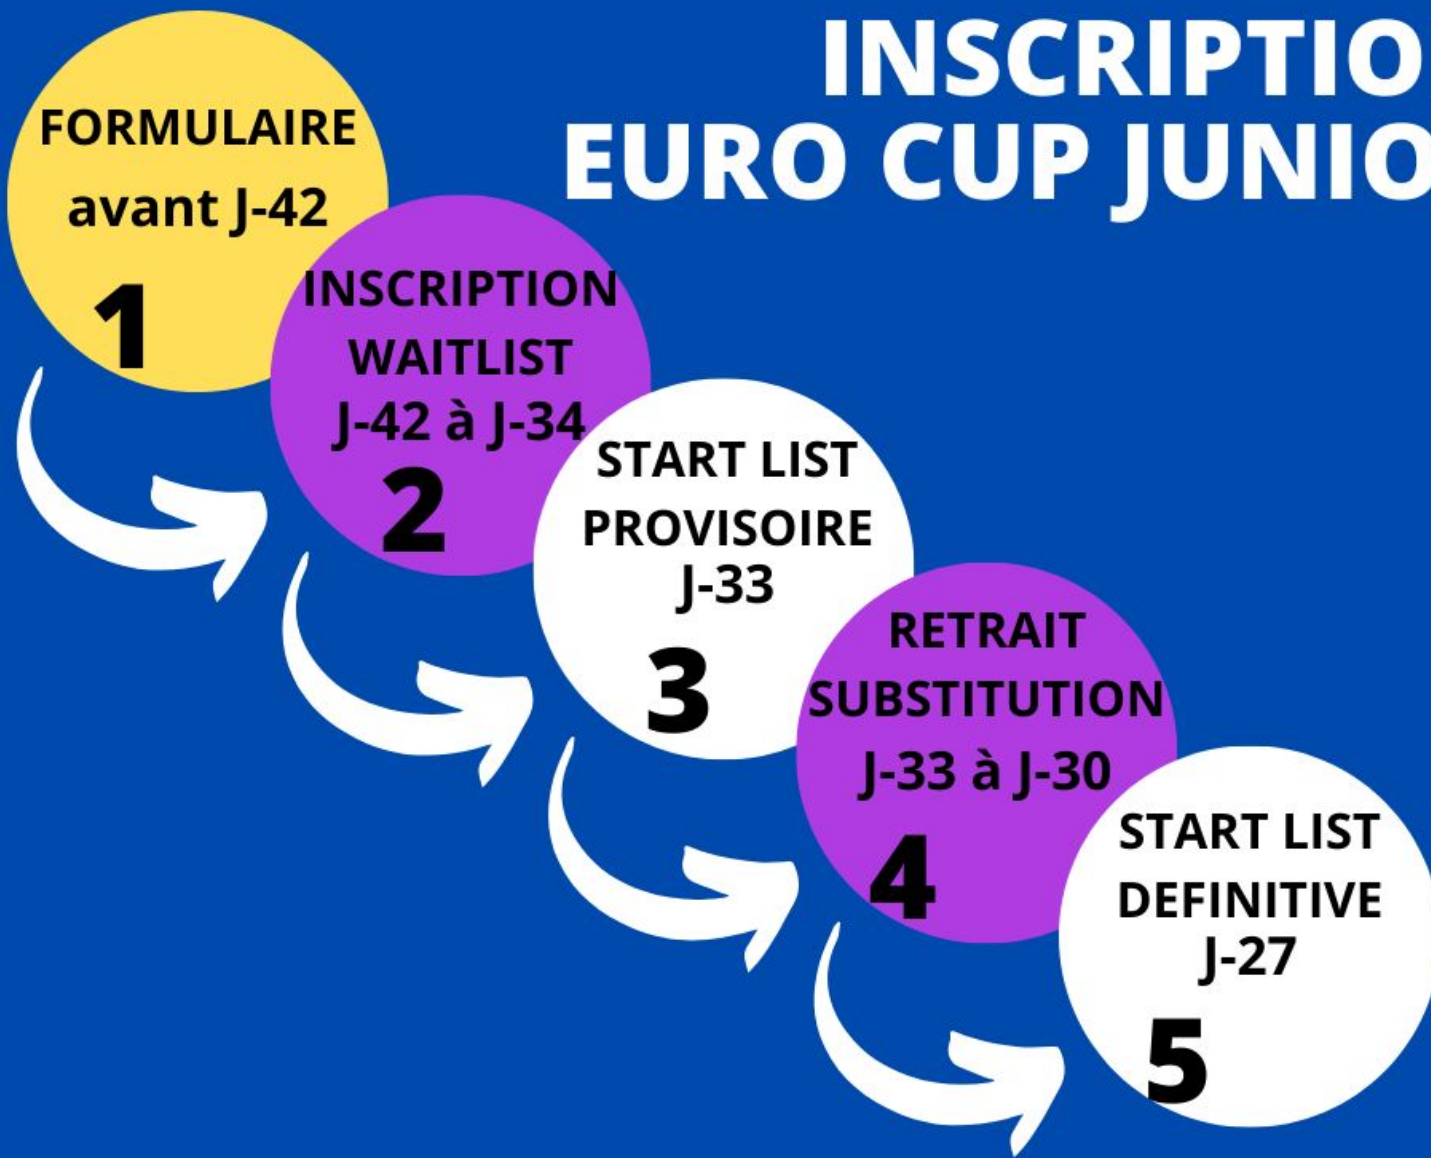 INSCRIPTIO
EURO CUP JUNIO
FORMULAIRE
avant J-42
1
INSCRIPTION
WAITLIST
J-42 à J-34
2
START LIST
PROVISOIRE
J-33
3
RETRAIT
SUBSTITUTION
J-33 à J-30
4
START LIST
DEFINITIVE
J-27
5